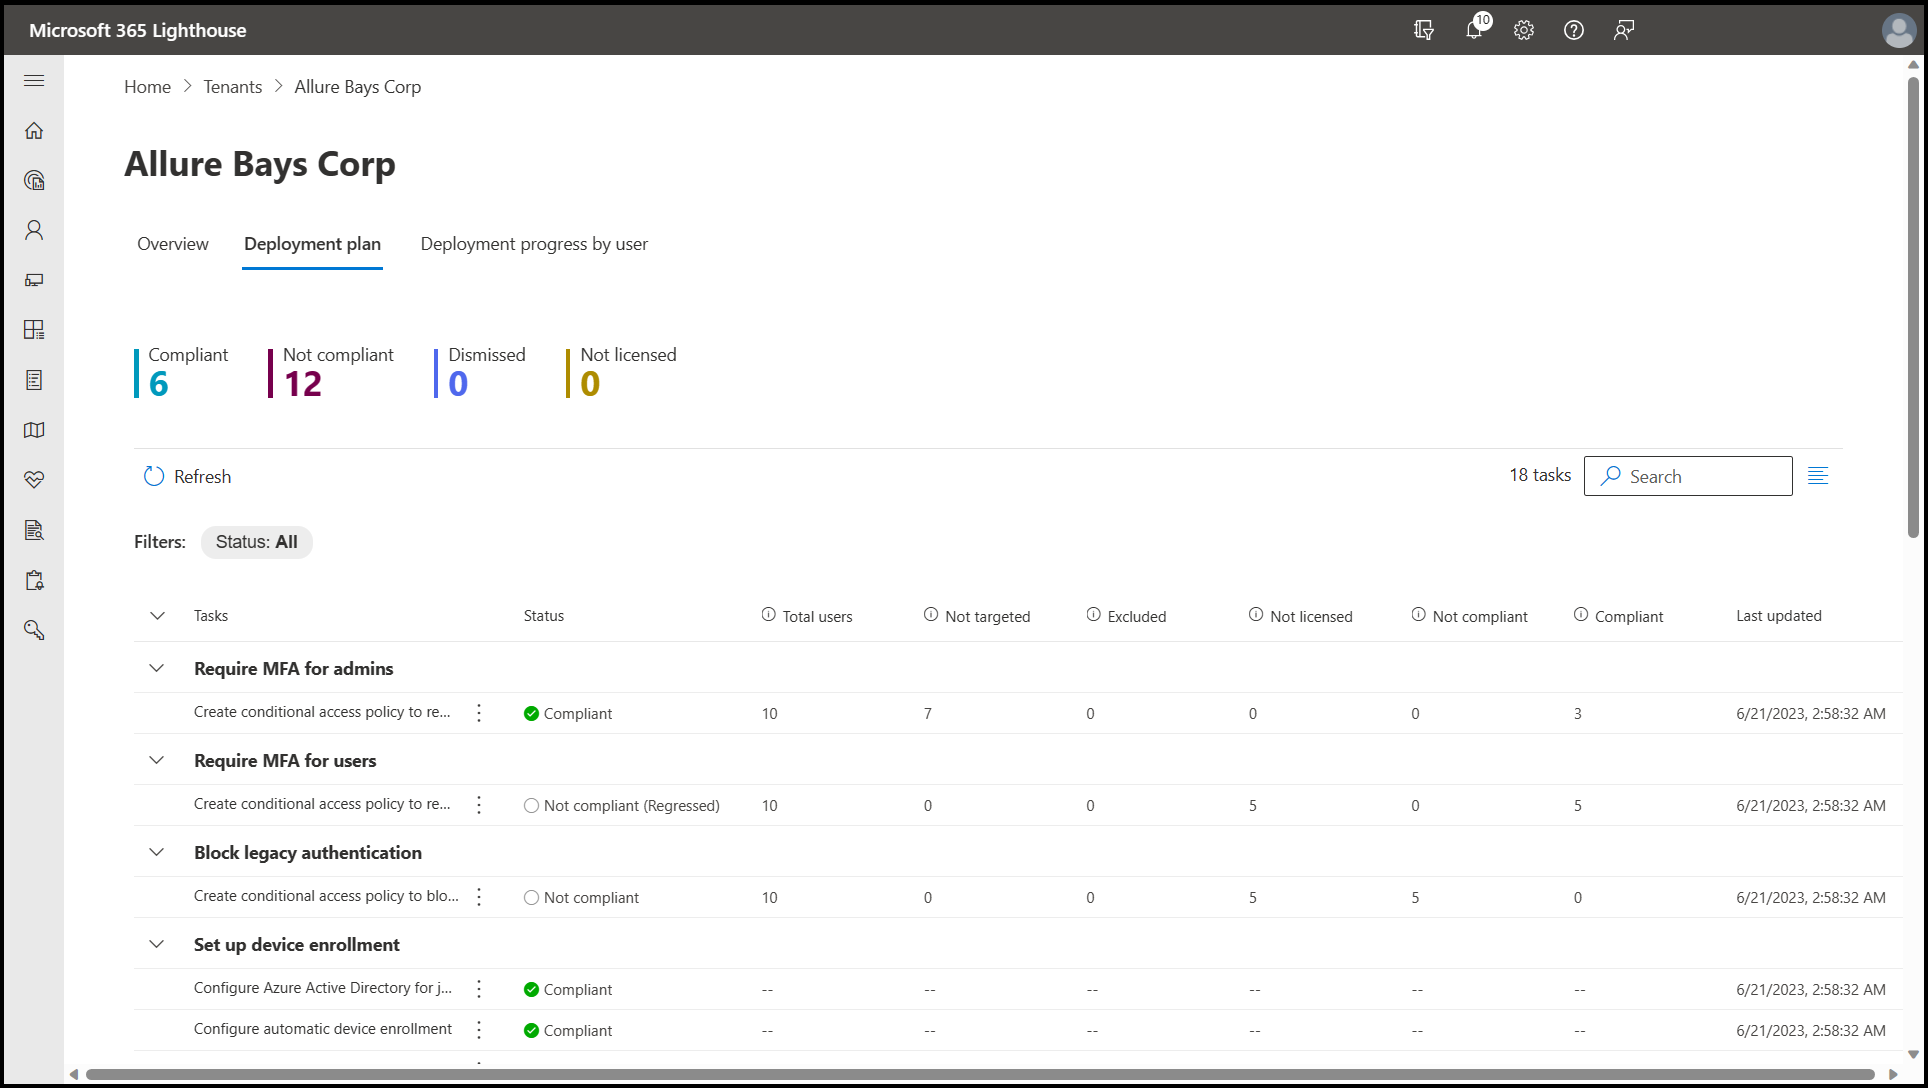 Microsoft 365 Lighthouse
10
Home > Tenants > Allure Bays Corp
Allure Bays Corp
Overview Deployment plan Deployment progress by user
Compliant Not compliant Dismissed Not licensed
6 12 0 0
Refresh 18 tasks Search
Filters: Status: All
Tasks Status Total users Not targeted Excluded Not licensed Not compliant Compliant Last updated
Require MFA for admins
Create conditional access policy to re... Compliant 10 7 0 0 0 3 6/21/2023, 2:58:32 AM
Require MFA for users
Create conditional access policy to re... Not compliant (Regressed) 10 0 0 5 0 5 6/21/2023, 2:58:32 AM
Block legacy authentication
Create conditional access policy to blo... Not compliant 10 0 0 5 5 0 6/21/2023, 2:58:32 AM
Set up device enrollment
Configure Azure Active Directory for j... Compliant -- -- -- -- -- -- 6/21/2023, 2:58:32 AM
Configure automatic device enrollment Compliant -- -- -- -- -- -- 6/21/2023, 2:58:32 AM